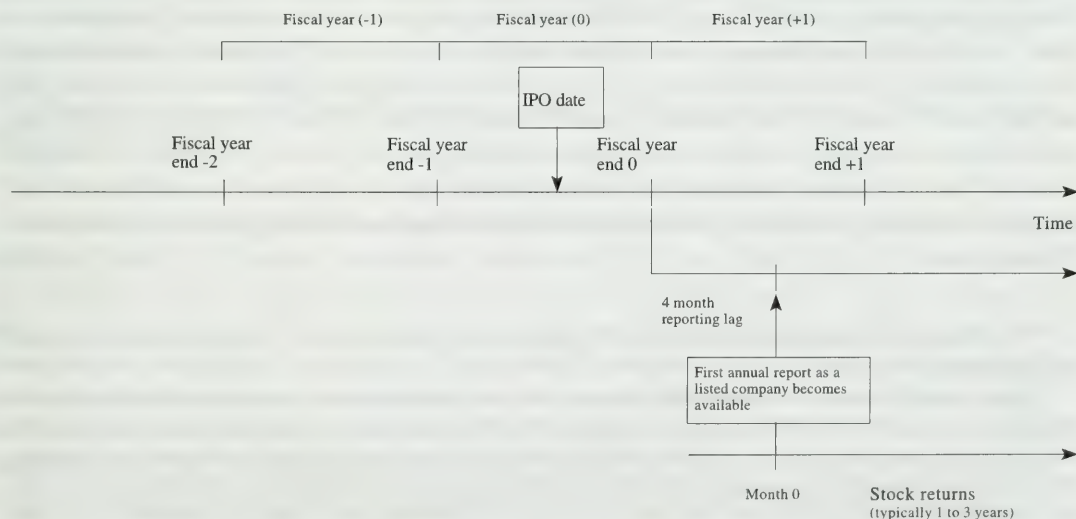 Fiscal year (-1) Fiscal year (0) Fiscal year (+1)
IPO date
Fiscal year Fiscal year Fiscal year Fiscal year
end -2 end -1 end 0 end +1
Time
4 month
reporting lag
First annual report as a
listed company becomes
available
Month 0 Stock returns
(typically 1 to 3 years)